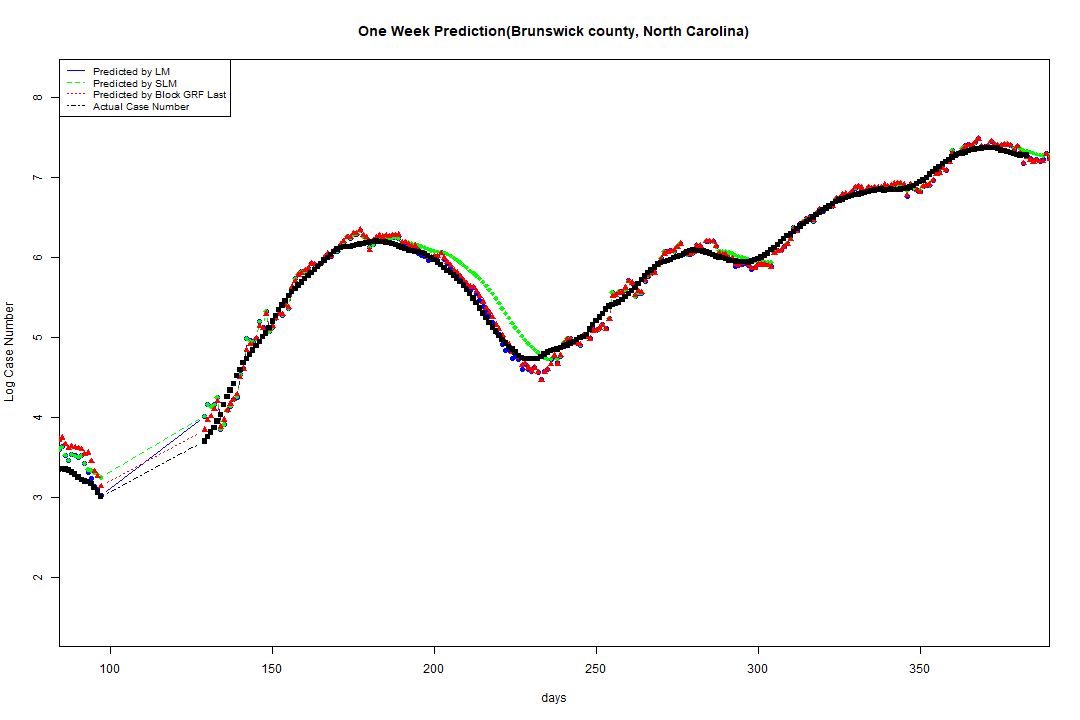 One Week Prediction(Brunswick county, North Carolina)
Predicted by LM
Predicted by SLM
Predicted by Block GRF Last
Actual Case Number
Log Case Number
8
7
6
5
4
3
2
100 150 200 250 300 350
days